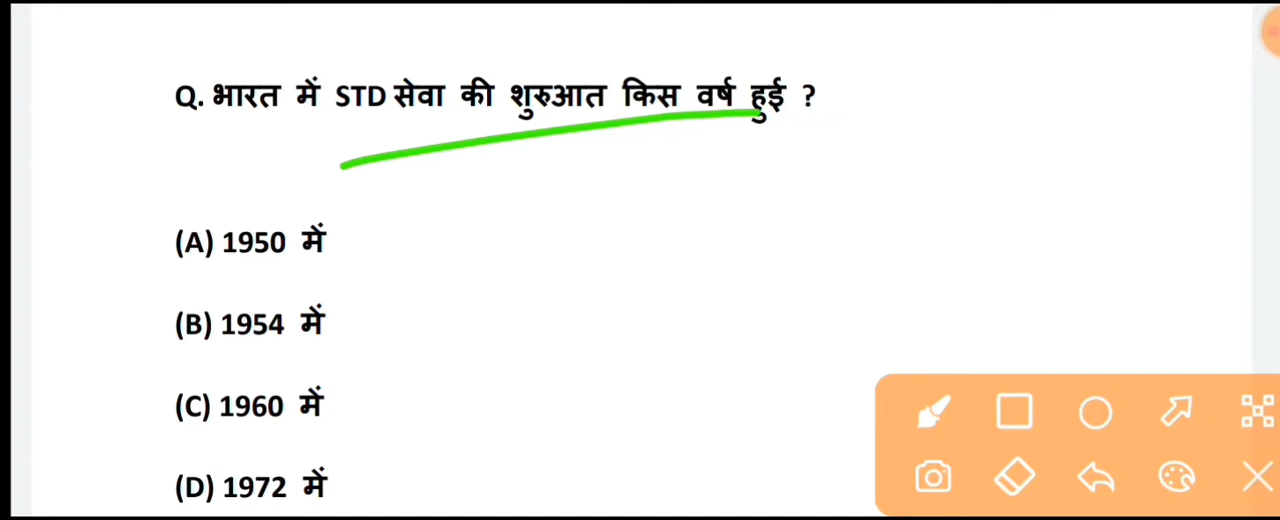 Q. भारत में STD सेवा की शुरुआत किस वर्ष हुई ?
(A) 1950 में
(B) 1954 में
(C) 1960 में
(D) 1972 में